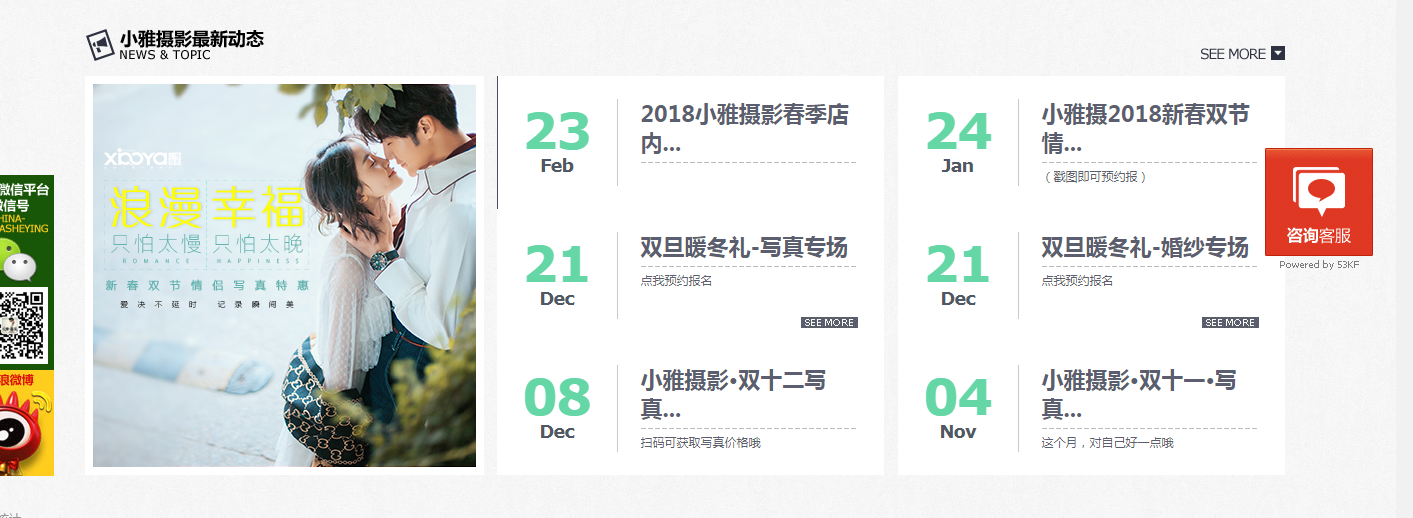 小雅摄影最新动态
NEWS & TOPIC
SEE MORE
xiaoya
浪漫幸福
只怕太慢 只怕太晚
ROMANCE HAPPINESS
新春双节情侣写真特惠
爱决不延时 记录瞬间美
23
Feb
2018小雅摄影春季店
内...
24
Jan
小雅摄2018新春双节
情...
（戳图即可预约报）
21
Dec
双旦暖冬礼-写真专场
点我预约报名
SEE MORE
21
Dec
双旦暖冬礼-婚纱专场
点我预约报名
SEE MORE
08
Dec
小雅摄影•双十二写
真...
扫码可获取写真价格哦
04
Nov
小雅摄影•双十一•写
真...
这个月，对自己好一点哦
微信平台
微信号
HINA-
ASHEYING
浪微博
咨询客服
Powered by 53KF